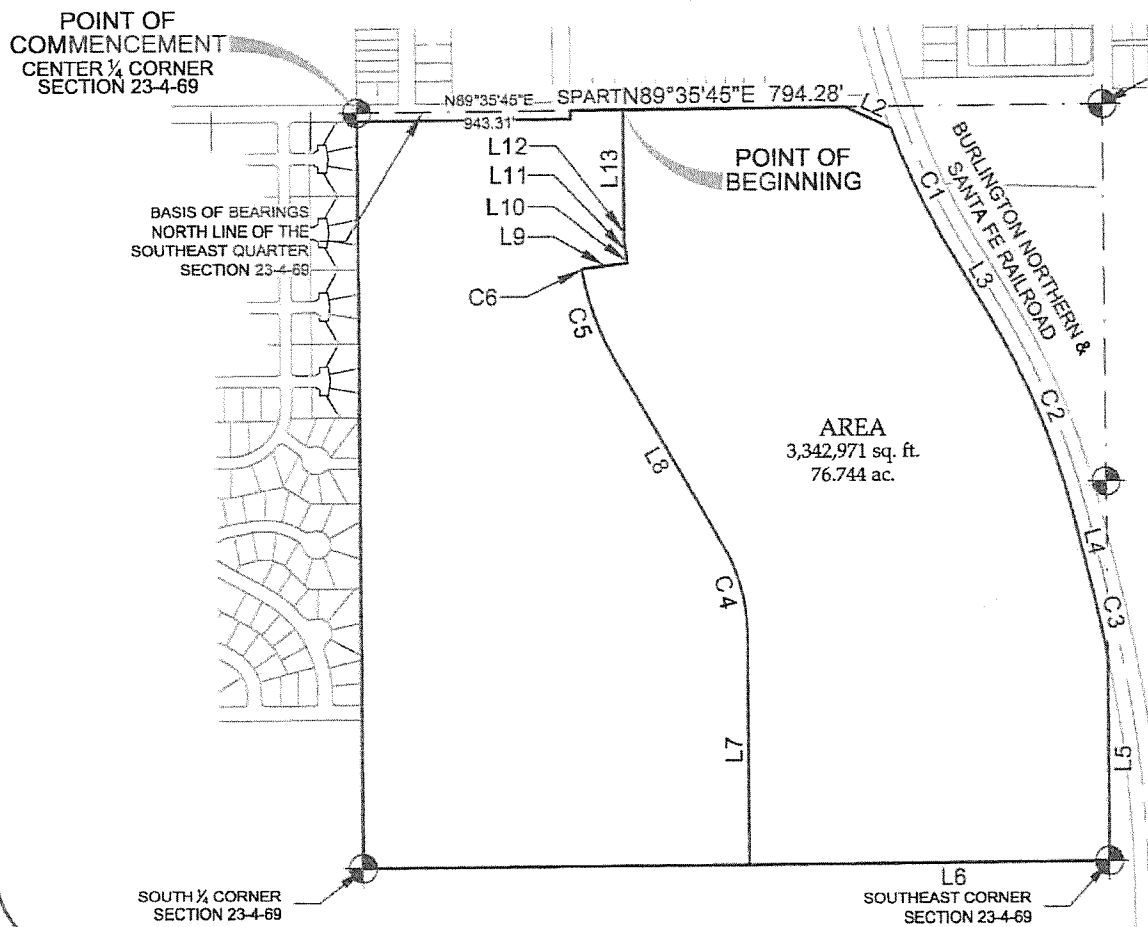 POINT OF
COMMENCEMENT
CENTER ¼ CORNER
SECTION 23-4-69
N89°35'45"E
943.31'
SPARTN89°35'45"E 794.28'
L2
L12
L11
L10
L9
L13
POINT OF
BEGINNING
BURLINGTON NORTHERN &
SANTA FE RAILROAD
C1
BASIS OF BEARINGS
NORTH LINE OF THE
SOUTHEAST QUARTER
SECTION 23-4-69
C6
C5
L3
C2
AREA
3,342,971 sq. ft.
76.744 ac.
L8
L4
C4
C3
L7
L5
L6
SOUTH ¼ CORNER
SECTION 23-4-69
SOUTHEAST CORNER
SECTION 23-4-69